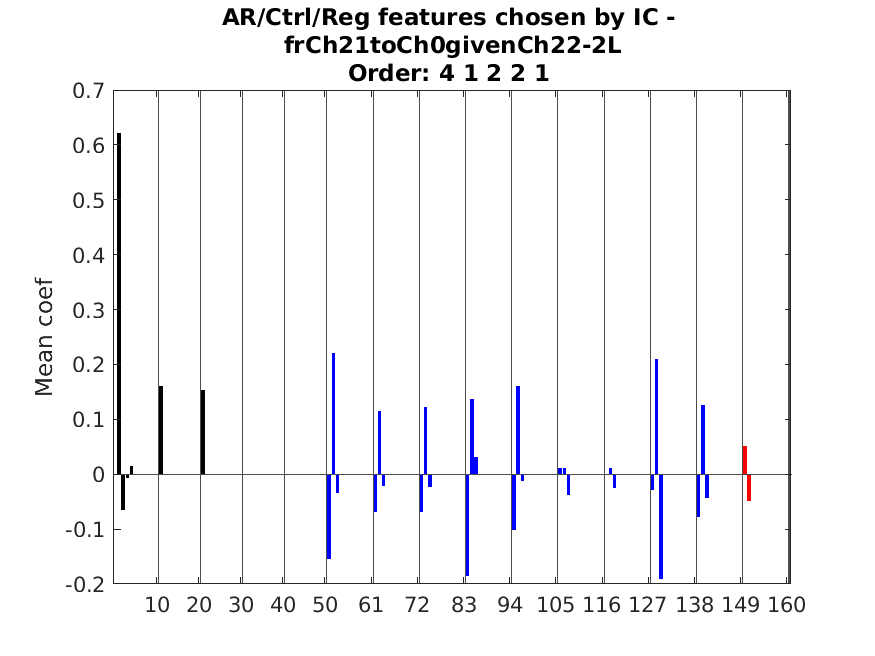 AR/Ctrl/Reg features chosen by IC -
frCh21toCh0givenCh22-2L
Order: 4 1 2 2 1
0.7
0.6
0.5
0.4
0.3
0.2
0.1
0
-0.1
-0.2
Mean coef
10 20 30 40 50 61 72 83 94 105 116 127 138 149 160